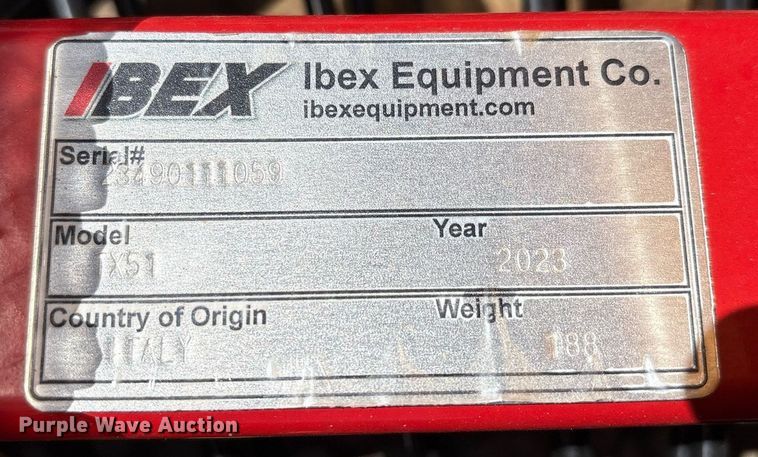 IBEX Ibex Equipment Co.
ibexequipment.com
Serial#
23490111059
Model Year
TX51 2023
Country of Origin Weight
ITALY 188
Purple Wave Auction